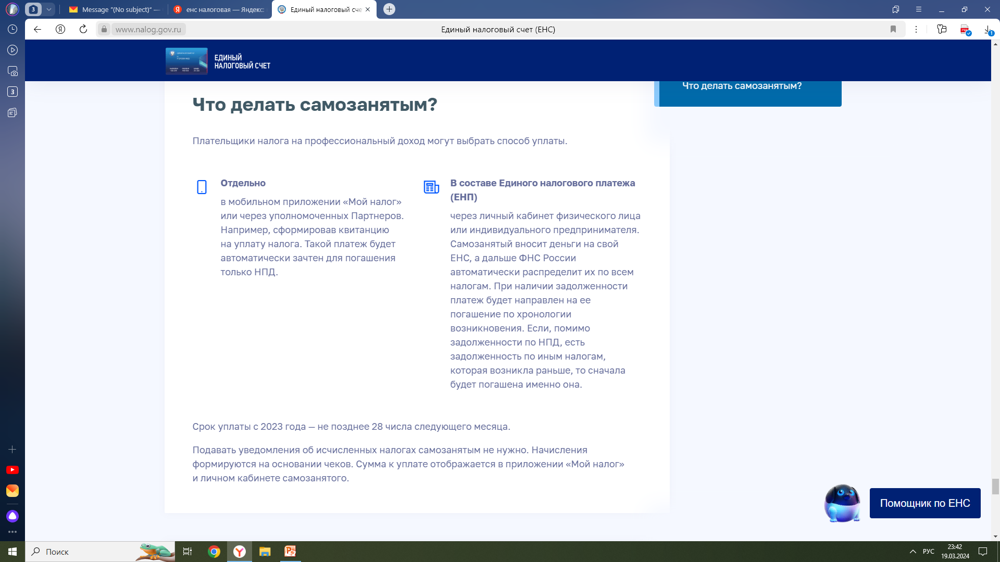 3
Message "(No subject)" —
енс налоговая — Яндекс:
Единый налоговый сче
www.nalog.gov.ru
Единый налоговый счет (ЕНС)
1
3
ЕДИНЫЙ
НАЛОГОВЫЙ СЧЕТ
Что делать самозанятым?
Что делать самозанятым?
Плательщики налога на профессиональный доход могут выбрать способ уплаты.
Отдельно
в мобильном приложении «Мой налог»
или через уполномоченных Партнеров.
Например, сформировав квитанцию
на уплату налога. Такой платеж будет
автоматически зачтен для погашения
только НПД.
В составе Единого налогового платежа
(ЕНП)
через личный кабинет физического лица
или индивидуального предпринимателя.
Самозанятый вносит деньги на свой
ЕНС, а дальше ФНС России
автоматически распределит их по всем
налогам. При наличии задолженности
платеж будет направлен на ее
погашение по хронологии
возникновения. Если, помимо
задолженности по НПД, есть
задолженность по иным налогам,
которая возникла раньше, то сначала
будет погашена именно она.
Срок уплаты с 2023 года — не позднее 28 числа следующего месяца.
Подавать уведомления об исчисленных налогах самозанятым не нужно. Начисления
формируются на основании чеков. Сумма к уплате отображается в приложении «Мой налог»
и личном кабинете самозанятого.
Помощник по ЕНС
Поиск
РУС
23:42
19.03.2024